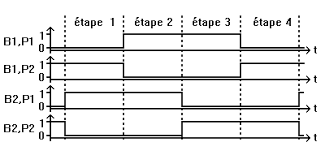 étape 1 étape 2 étape 3 étape 4
B1,P1 1
0 t
B1,P2 1
0 t
B2,P1 1
0 t
B2,P2 1
0 t